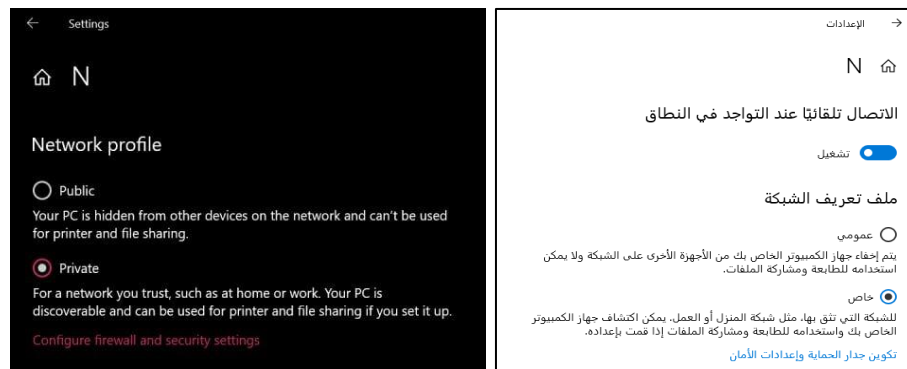 Settings
N
Network profile
Public
Your PC is hidden from other devices on the network and can't be used
for printer and file sharing.
Private
For a network you trust, such as at home or work. Your PC is
discoverable and can be used for printer and file sharing if you set it up.
Configure firewall and security settings
الإعدادات
N
الاتصال تلقائيًا عند التواجد في النطاق
تشغيل
ملف تعريف الشبكة
عمومي
يتم إخفاء جهاز الكمبيوتر الخاص بك من الأجهزة الأخرى على الشبكة ولا يمكن
استخدامه للطابعة ومشاركة الملفات.
خاص
للشبكة التي تثق بها، مثل شبكة المنزل أو العمل. يمكن اكتشاف جهاز الكمبيوتر
الخاص بك واستخدامه للطابعة ومشاركة الملفات إذا قمت بإعداده.
تكوين جدار الحماية وإعدادات الأمان